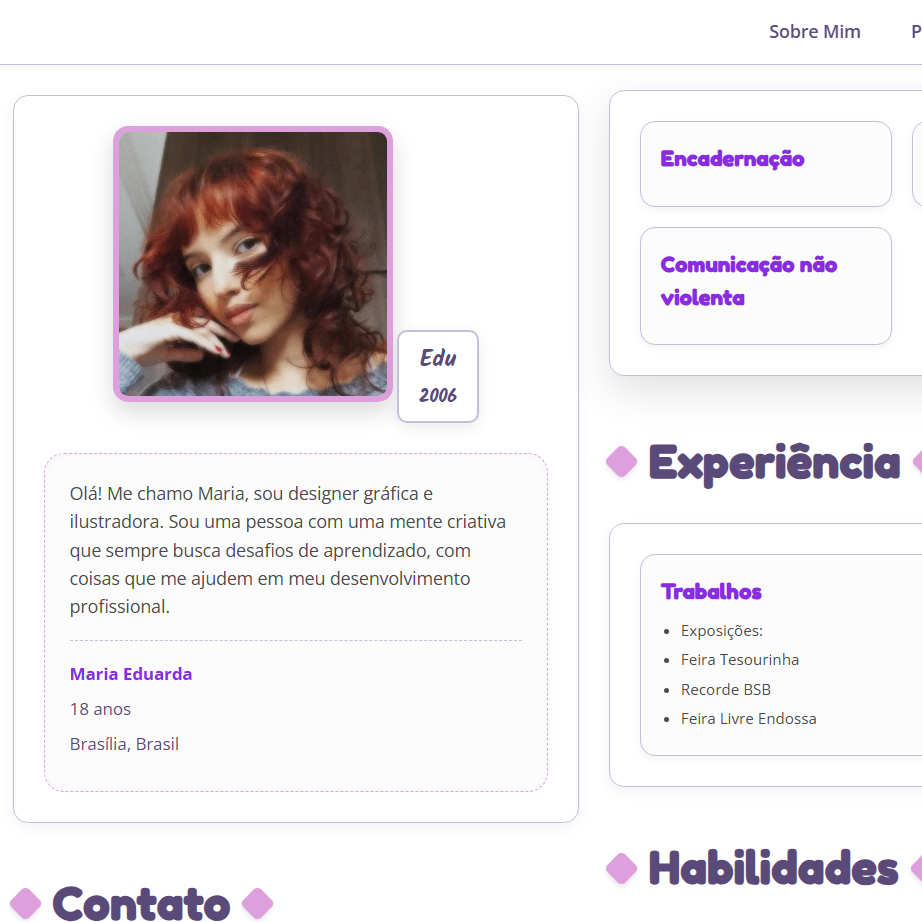 Sobre Mim
Edu
2006
Olá! Me chamo Maria, sou designer gráfica e
ilustradora. Sou uma pessoa com uma mente criativa
que sempre busca desafios de aprendizado, com
coisas que me ajudem em meu desenvolvimento
profissional.
Maria Eduarda
18 anos
Brasília, Brasil
Contato
Encadernação
Comunicação não
violenta
Experiência
Trabalhos
Exposições:
Feira Tesourinha
Recorde BSB
Feira Livre Endossa
Habilidades